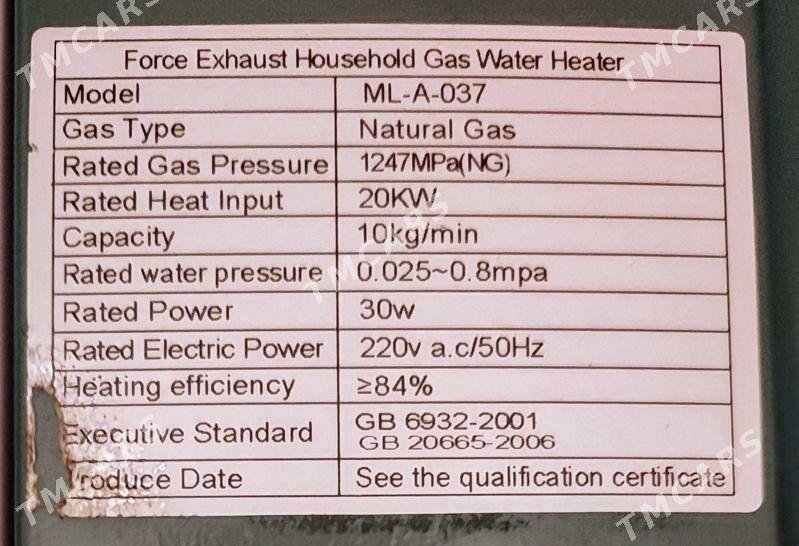 Force Exhaust Household Gas Water Heater
Model ML-A-037
Gas Type Natural Gas
Rated Gas Pressure 1247MPa(NG)
Rated Heat Input 20KW
Capacity 10kg/min
Rated water pressure 0.025~0.8mpa
Rated Power 30w
Rated Electric Power 220v a.c/50Hz
Heating efficiency ≥84%
Executive Standard GB 6932-2001
GB 20665-2006
Produce Date See the qualification certificate
TMCARS
TMCARS
TMCARS
TMCARS
TMCARS